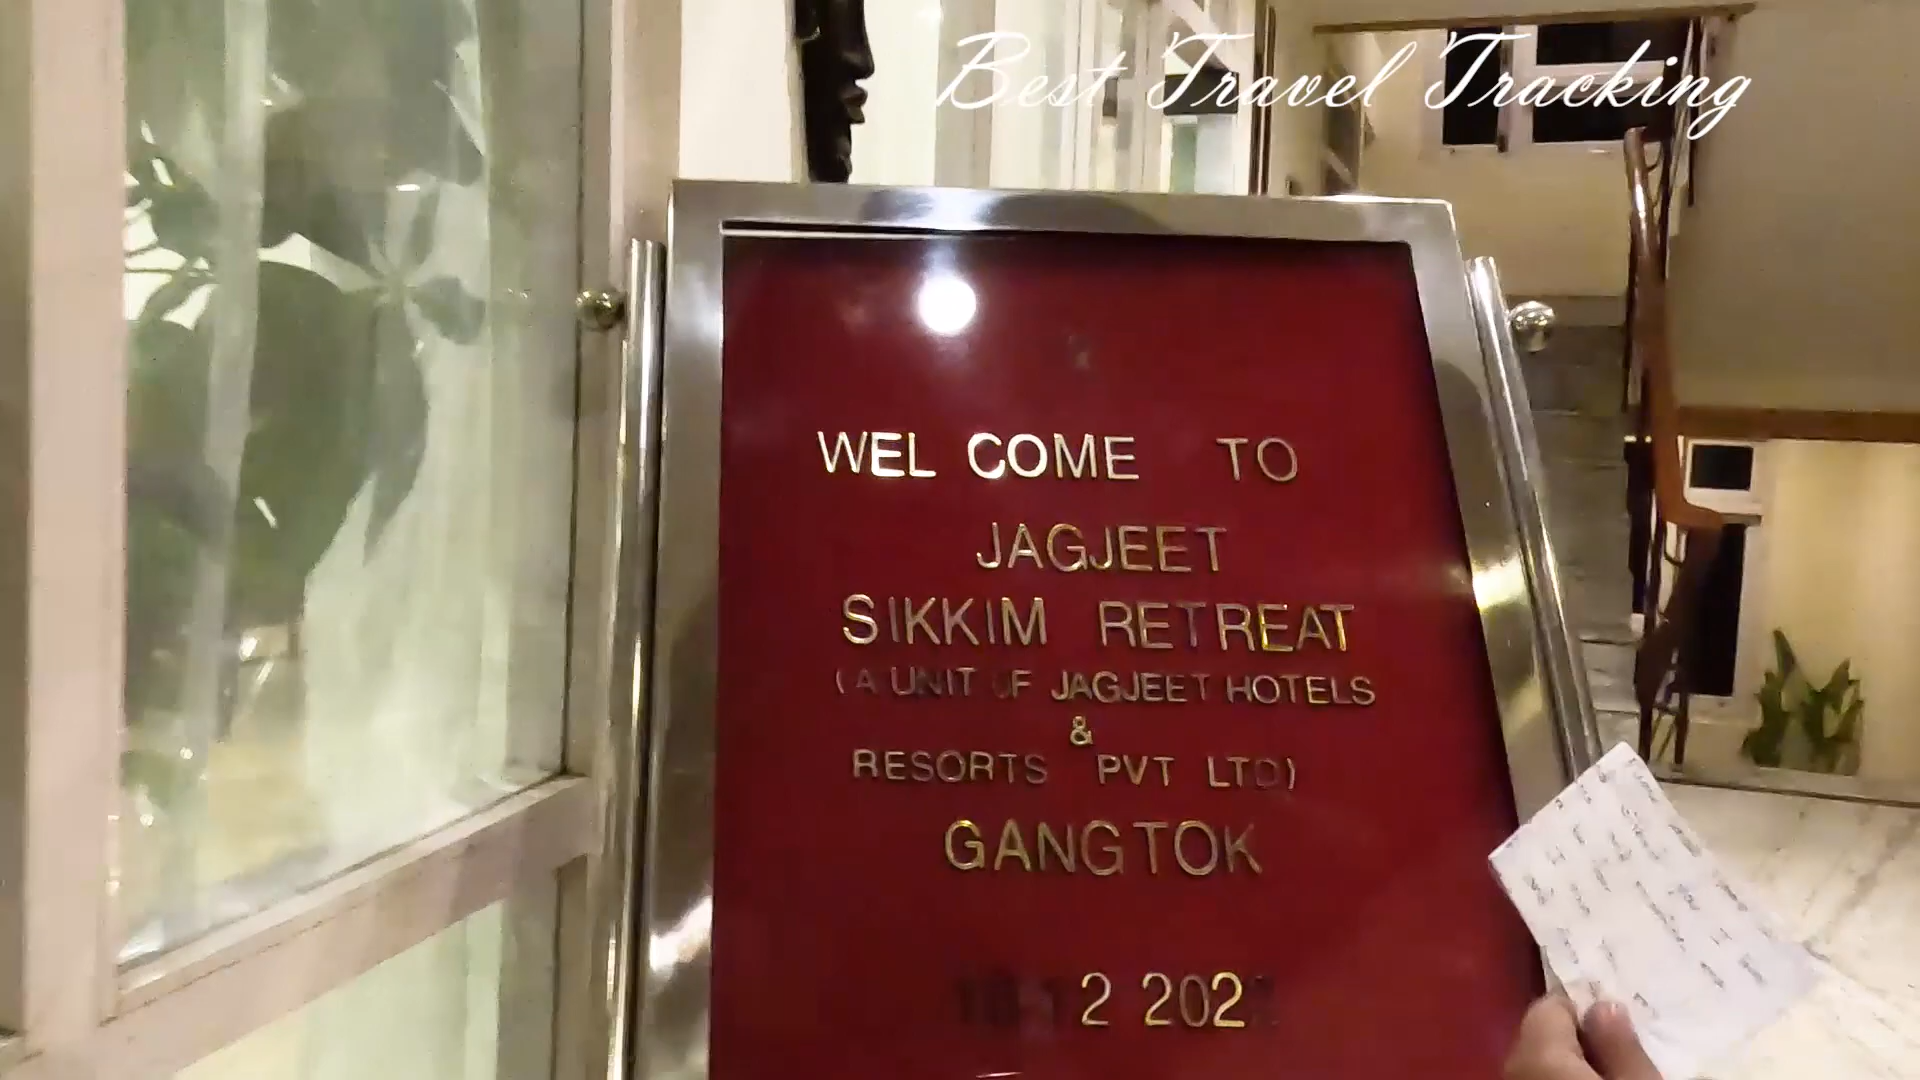 Best Travel Tracking
WEL COME TO
JAGJEET
SIKKIM RETREAT
(A UNIT OF JAGJEET HOTELS
&
RESORTS PVT LTD)
GANGTOK